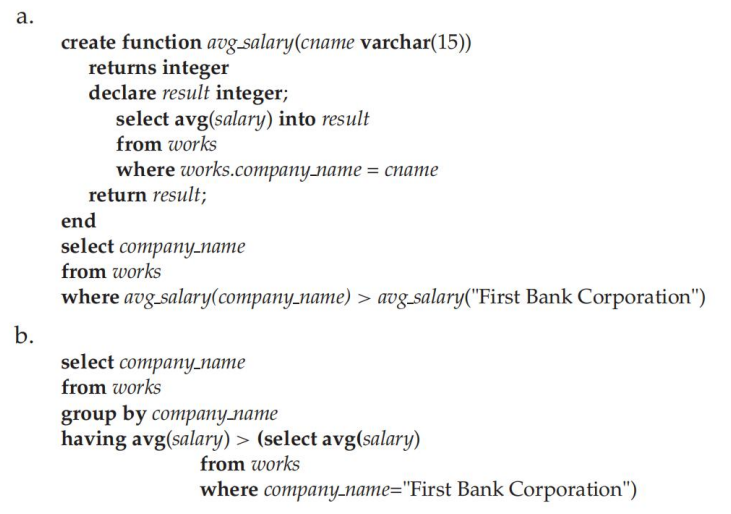 a.
create function avg_salary(cname varchar(15))
returns integer
declare result integer;
select avg(salary) into result
from works
where works.company_name = cname
return result;
end
select company_name
from works
where avg_salary(company_name) > avg_salary("First Bank Corporation")
b.
select company_name
from works
group by company_name
having avg(salary) > (select avg(salary)
from works
where company_name="First Bank Corporation")